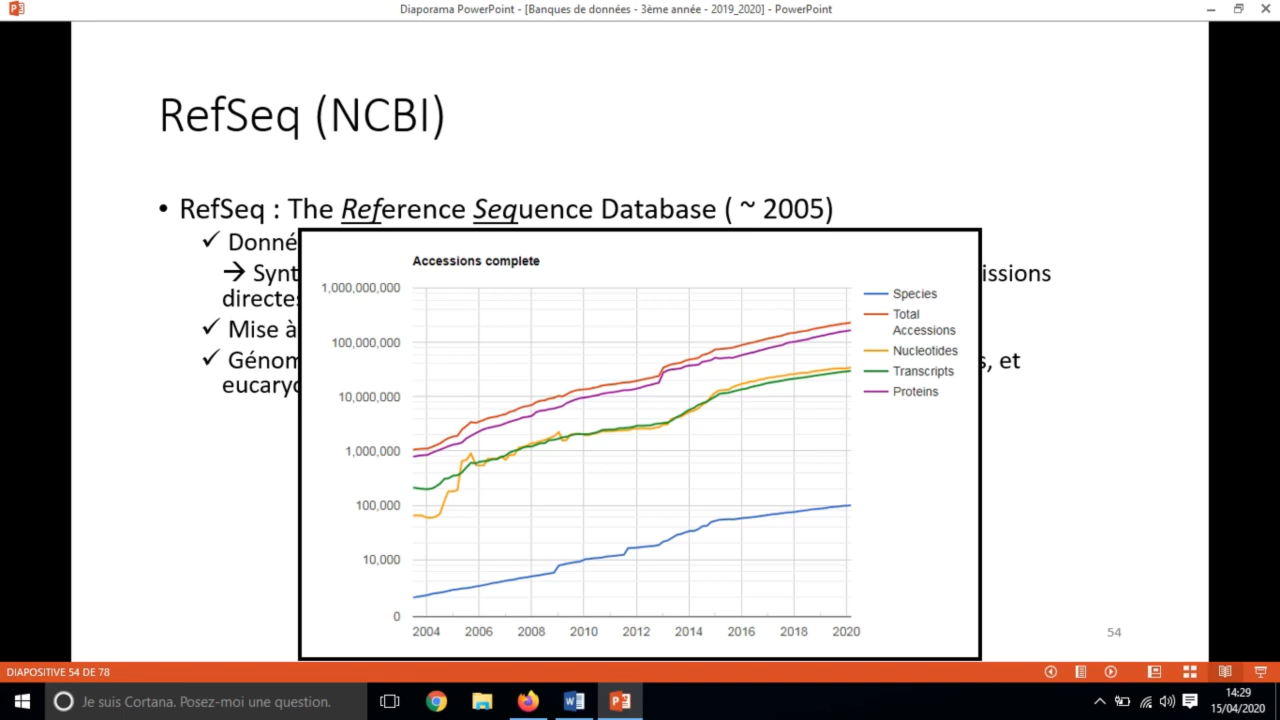 Diaporama PowerPoint - [Banques de données - 3ème année - 2019_2020] - PowerPoint
RefSeq (NCBI)
• RefSeq : The Reference Sequence Database ( ~ 2005)
✓ Donné
→ Synt
issions
directes
✓ Mise à
✓ Génom
s, et
eucaryo
Accessions complete
1,000,000,000
100,000,000
10,000,000
1,000,000
100,000
10,000
0
2004 2006 2008 2010 2012 2014 2016 2018 2020
Species
Total
Accessions
Nucleotides
Transcripts
Proteins
54
DIAPOSITIVE 54 DE 78
Je suis Cortana. Posez-moi une question.
14:29
15/04/2020